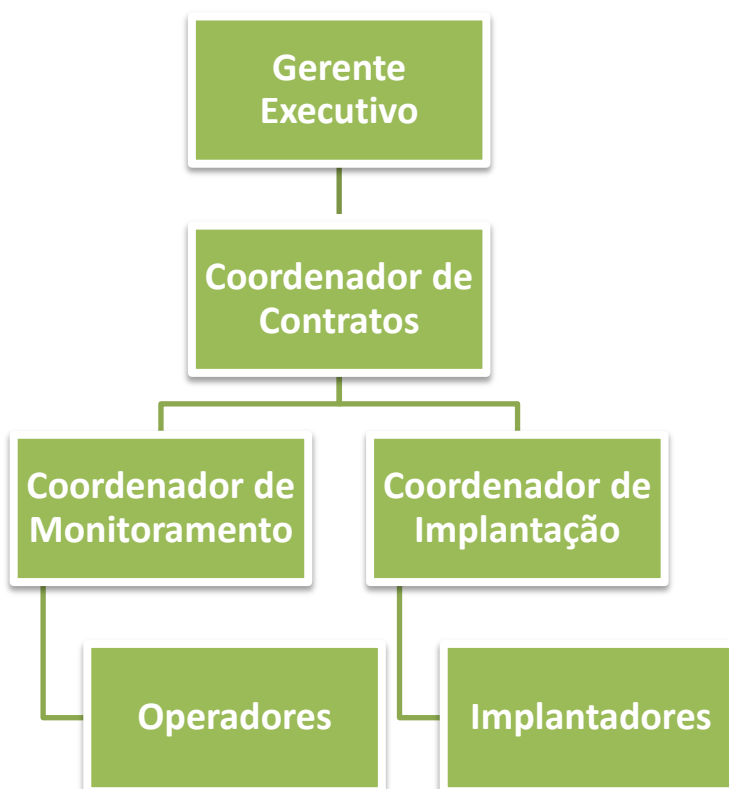 Gerente
Executivo
Coordenador de
Contratos
Coordenador de
Monitoramento
Coordenador de
Implantação
Operadores
Implantadores